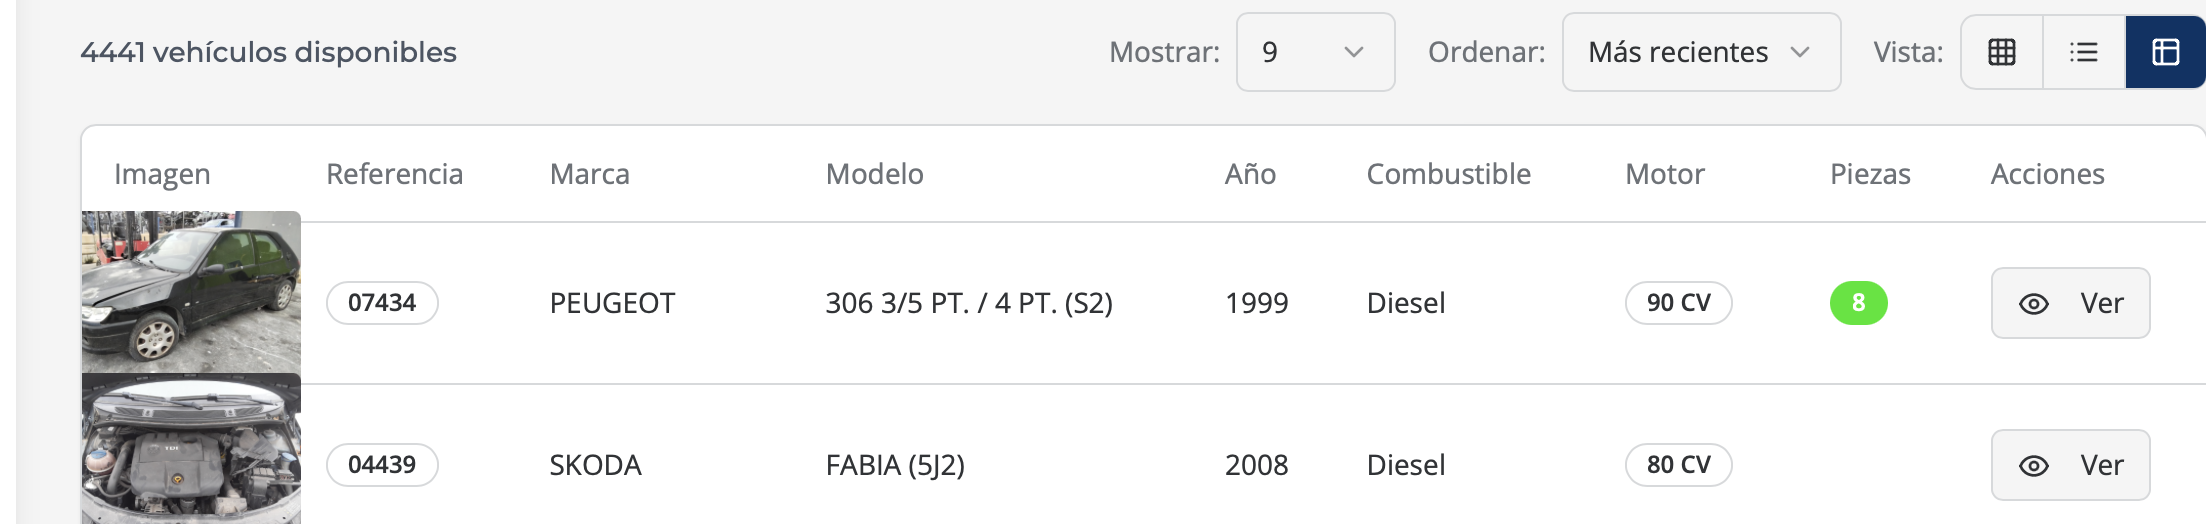 4441 vehículos disponibles Mostrar: 9 Ordenar: Más recientes Vista:
Imagen Referencia Marca Modelo Año Combustible Motor Piezas Acciones
07434 PEUGEOT 306 3/5 PT. / 4 PT. (S2) 1999 Diesel 90 CV 8 Ver
04439 SKODA FABIA (5J2) 2008 Diesel 80 CV Ver